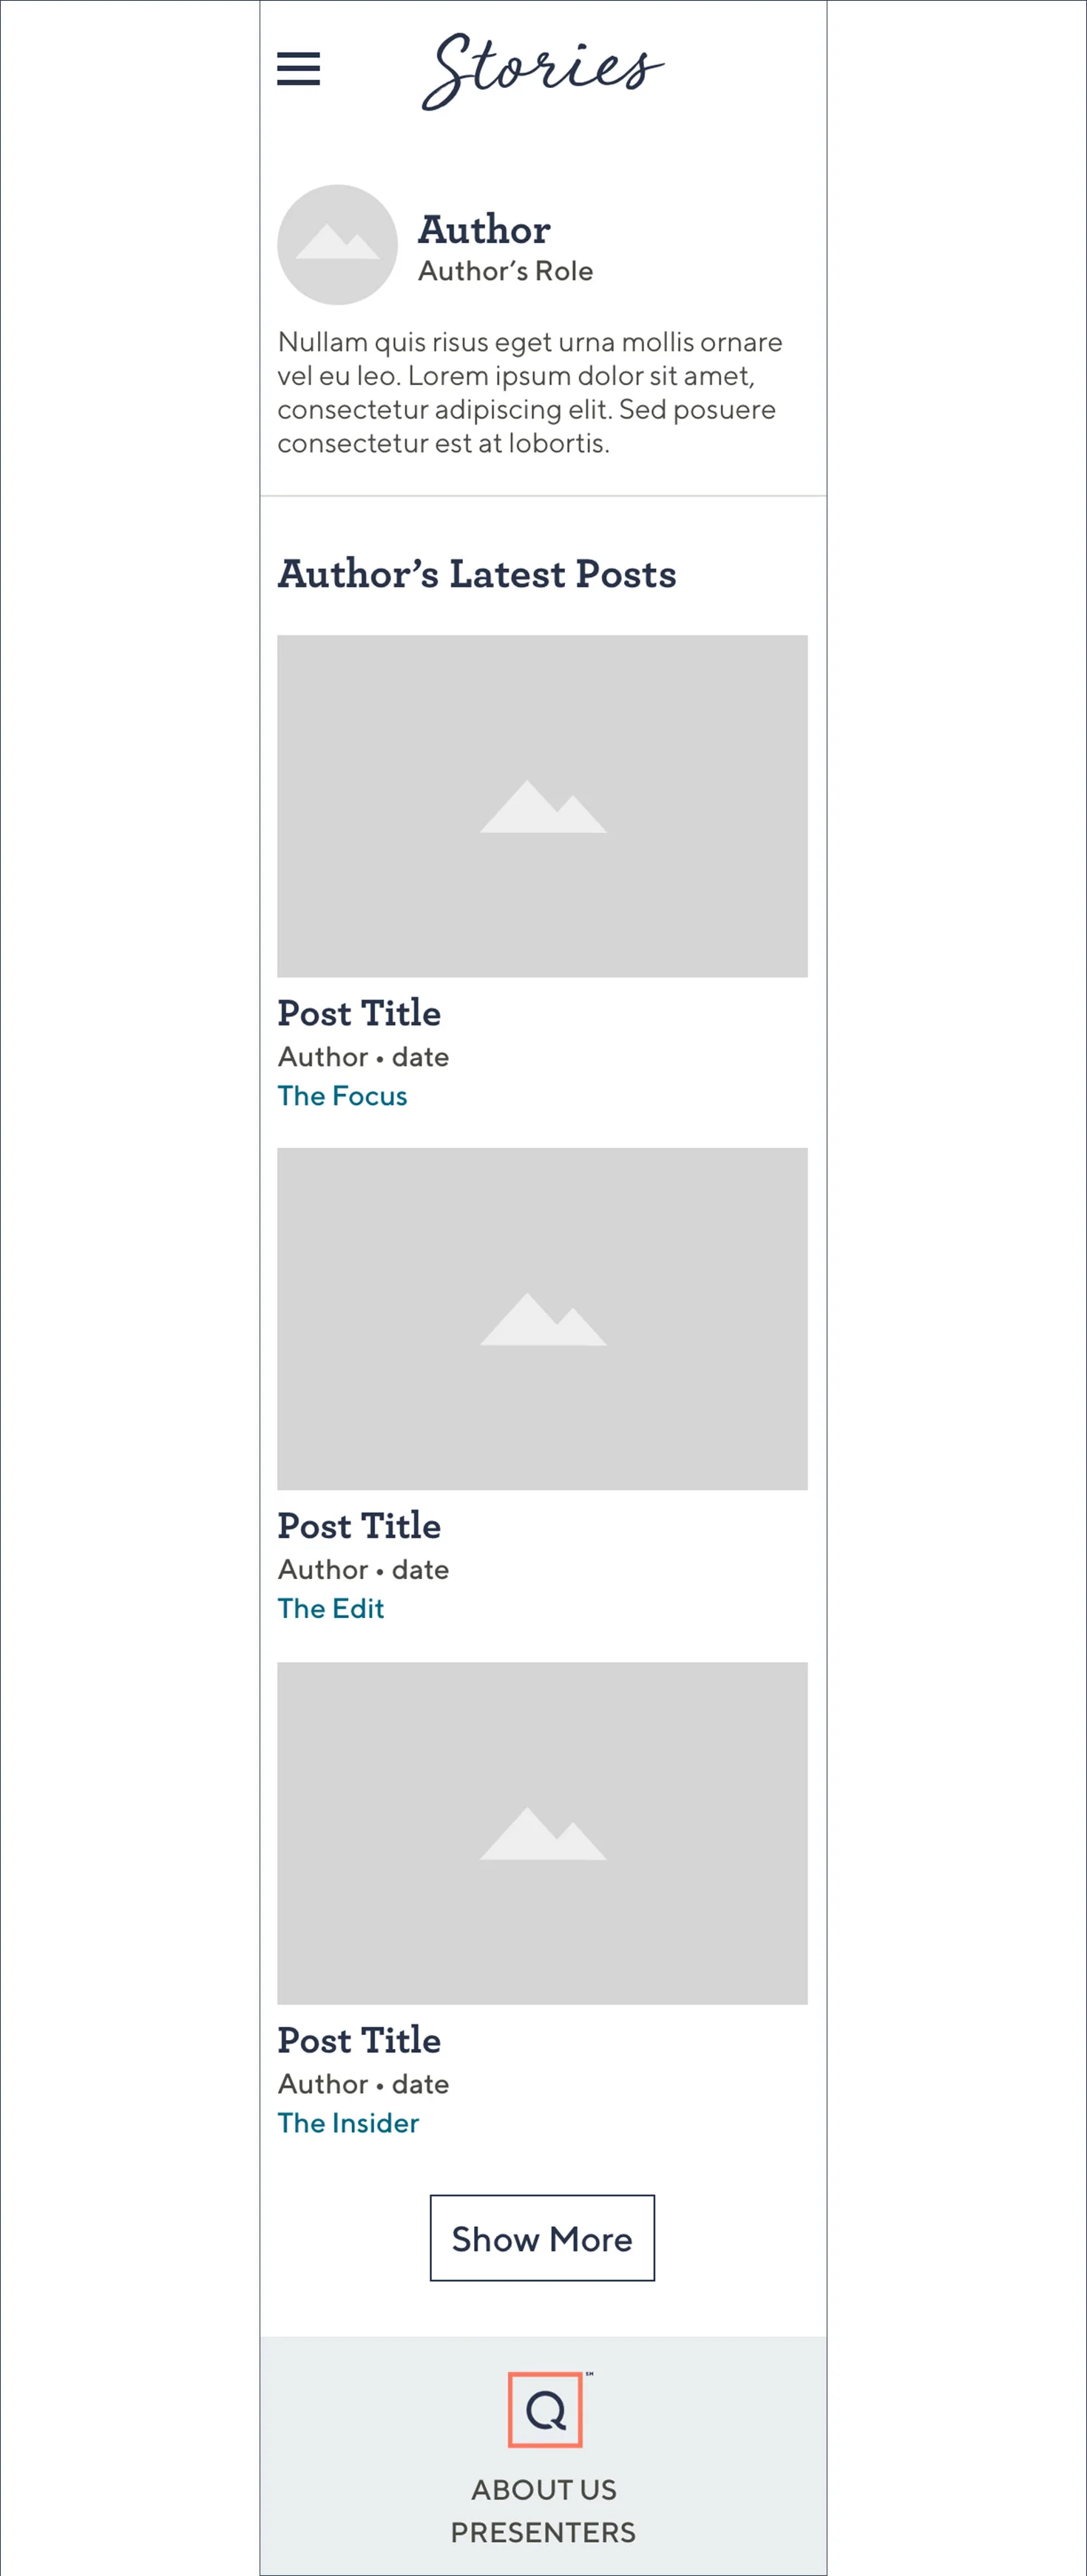 Stories
Author
Author’s Role
Nullam quis risus eget urna mollis ornare
vel eu leo. Lorem ipsum dolor sit amet,
consectetur adipiscing elit. Sed posuere
consectetur est at lobortis.
Author’s Latest Posts
Post Title
Author • date
The Focus
Post Title
Author • date
The Edit
Post Title
Author • date
The Insider
Show More
Q SM
ABOUT US
PRESENTERS